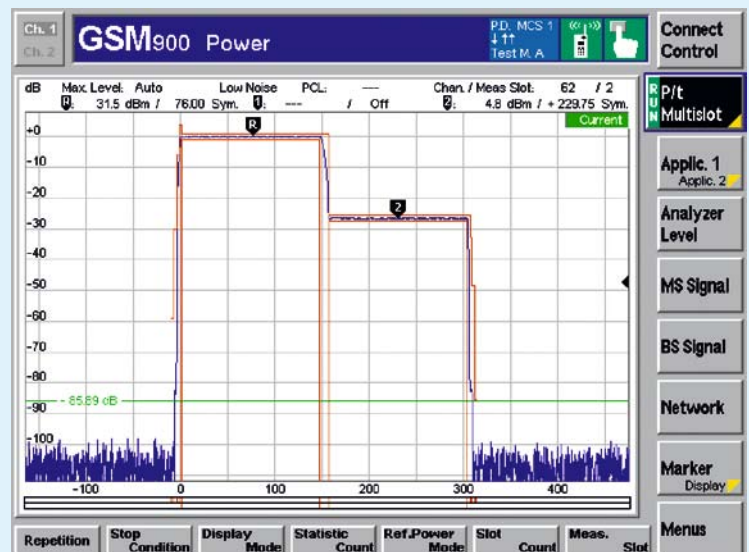 Ch. 1
Ch. 2
GSM900 Power
P.D. MCS 1
↓↑↑
Test M. A
Connect
Control
dB Max. Level: Auto Low Noise PCL: --- Chan. / Meas Slot: 62 / 2
R: 31.5 dBm / 76.00 Sym. 1: --- / Off 2: 4.8 dBm / + 229.75 Sym.
Current
RUN
P/t
Multislot
+0
-10
-20
-30
-40
-50
-60
-70
-80
-90
-100
R
2
- 85.89 dB
-100 0 100 200 300 400
Applic. 1
Applic. 2
Analyzer
Level
MS Signal
BS Signal
Network
Marker
Display
Menus
Repetition
Stop
Condition
Display
Mode
Statistic
Count
Ref.Power
Mode
Slot
Count
Meas.
Slot